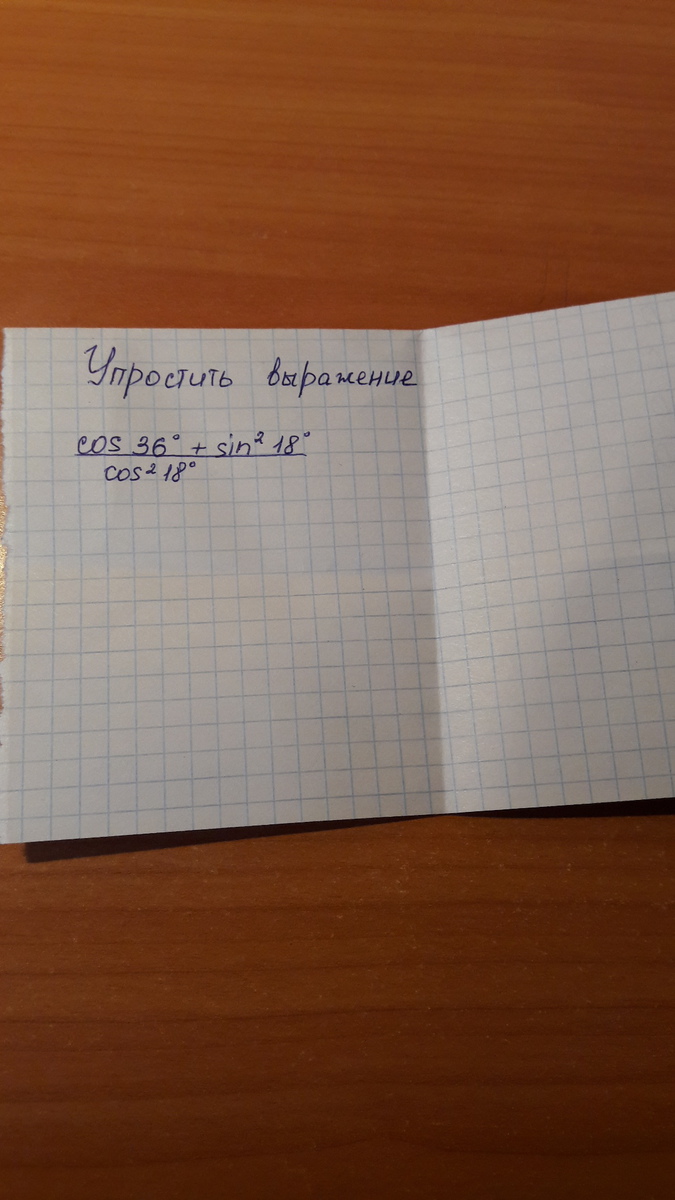 Упростить выражение
cos 36° + sin² 18°
cos² 18°